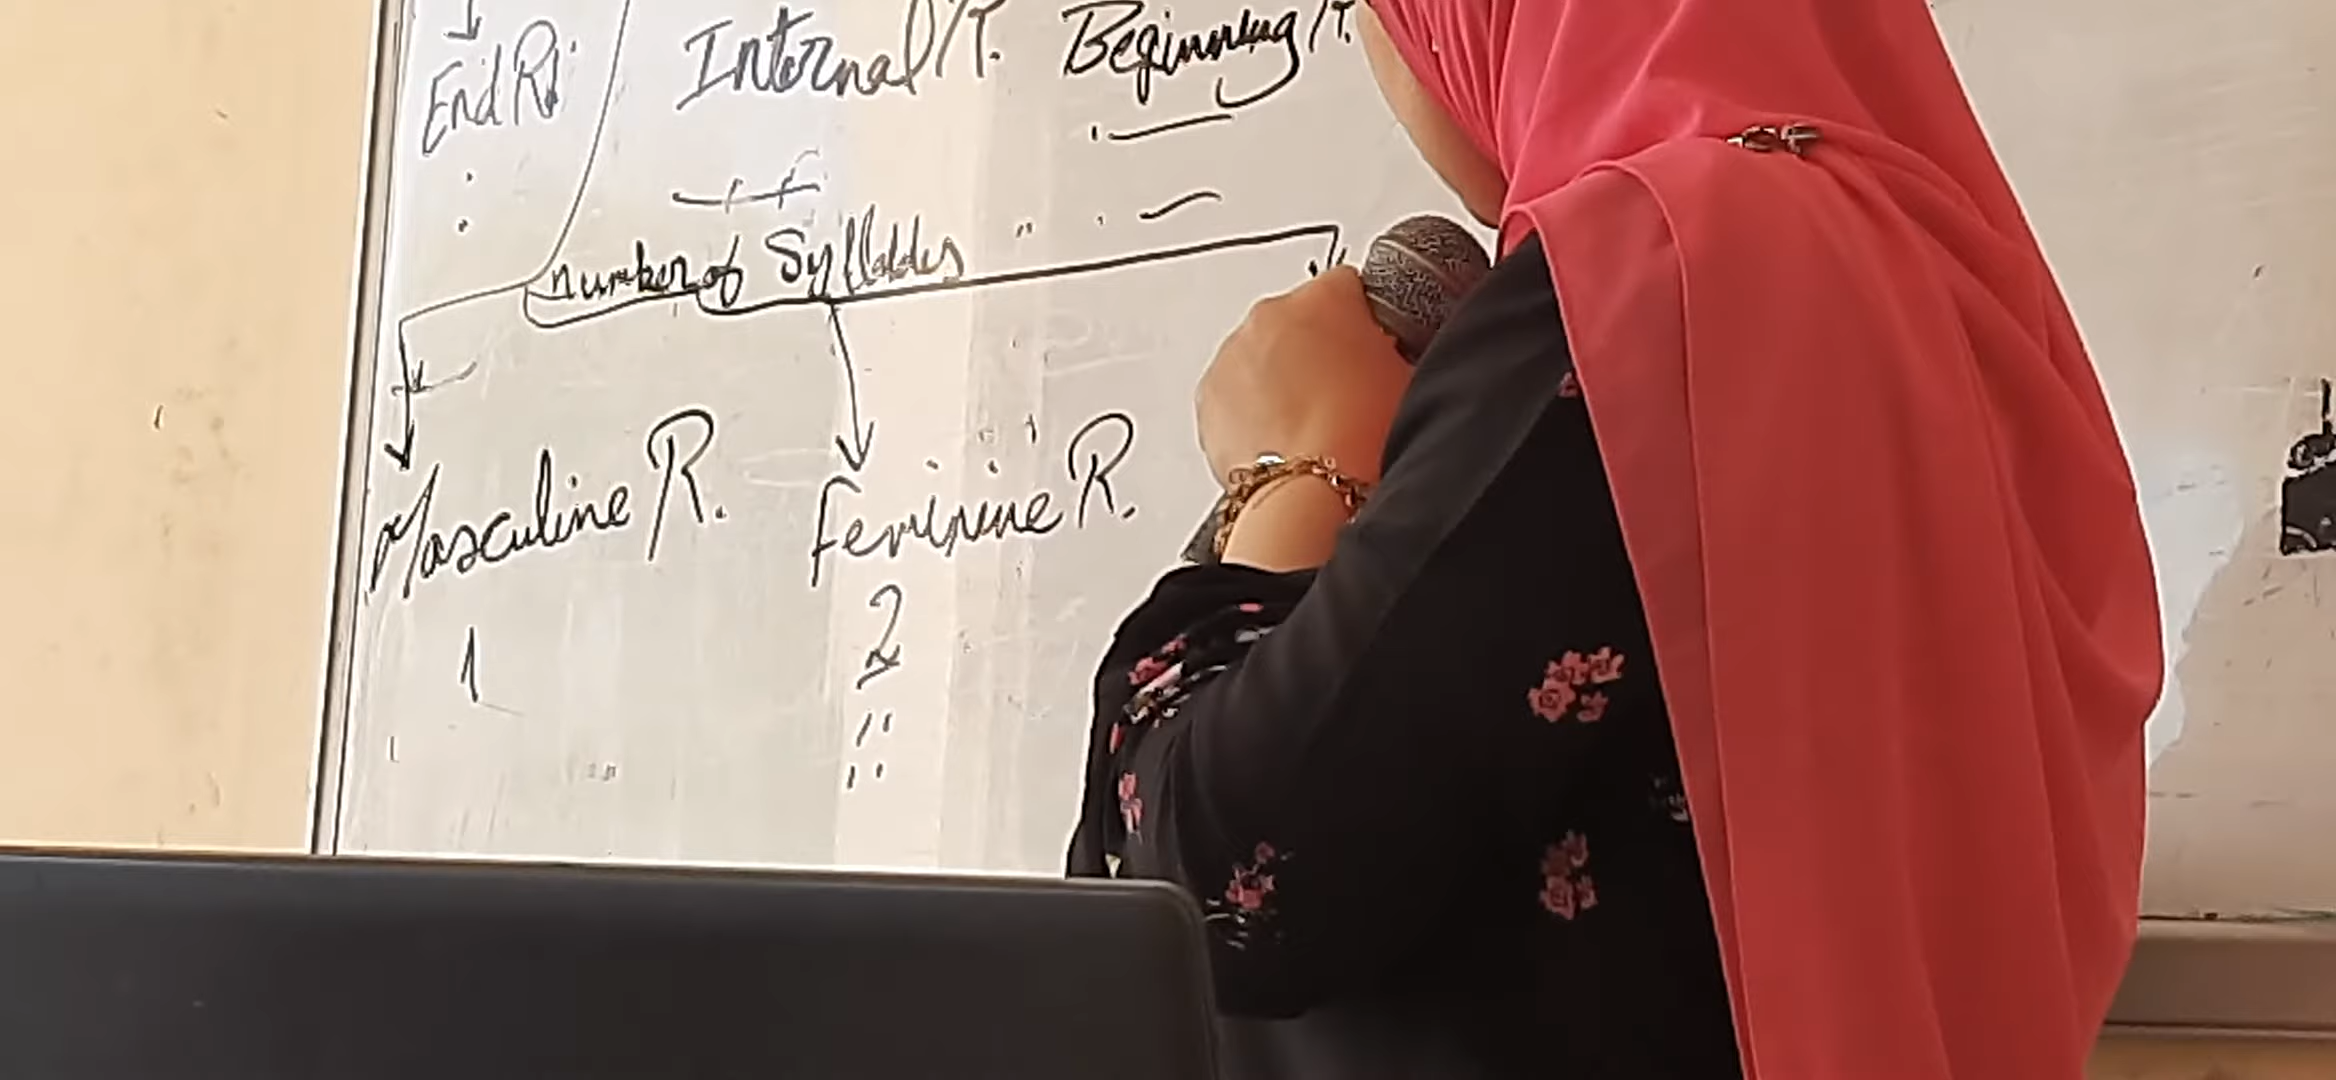 End R. Internal R. Beginning R.
number of Syllables
Masculine R. Feminine R.
1 2